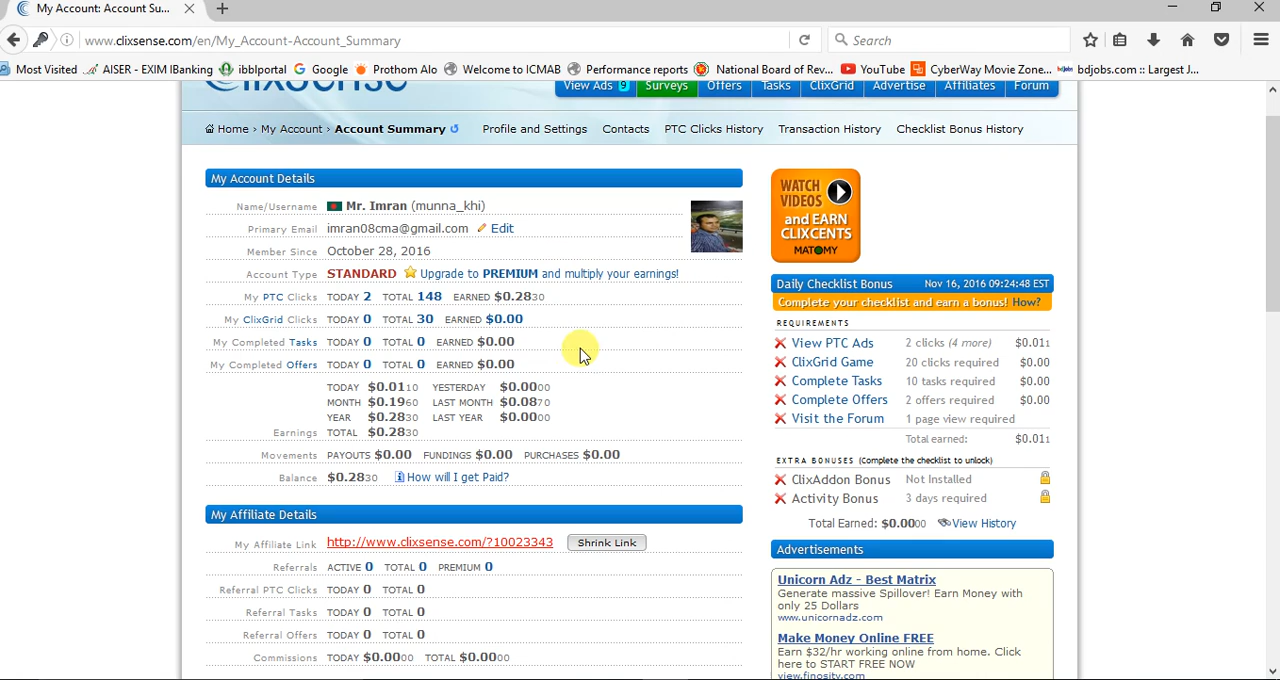 My Account: Account Su...
www.clixsense.com/en/My_Account-Account_Summary
Search
Most Visited AISER - EXIM IBanking ibblportal Google Prothom Alo Welcome to ICMAB Performance reports National Board of Rev... YouTube CyberWay Movie Zone... bdjobs.com :: Largest J...
ClixSense View Ads 9 Surveys Offers Tasks ClixGrid Advertise Affiliates Forum
Home › My Account › Account Summary Profile and Settings Contacts PTC Clicks History Transaction History Checklist Bonus History
My Account Details
Name/Username Mr. Imran (munna_khi)
Primary Email imran08cma@gmail.com Edit
Member Since October 28, 2016
Account Type STANDARD Upgrade to PREMIUM and multiply your earnings!
My PTC Clicks TODAY 2 TOTAL 148 EARNED $0.2830
My ClixGrid Clicks TODAY 0 TOTAL 30 EARNED $0.00
My Completed Tasks TODAY 0 TOTAL 0 EARNED $0.00
My Completed Offers TODAY 0 TOTAL 0 EARNED $0.00
TODAY $0.0110 YESTERDAY $0.0000
MONTH $0.1960 LAST MONTH $0.0870
YEAR $0.2830 LAST YEAR $0.0000
Earnings TOTAL $0.2830
Movements PAYOUTS $0.00 FUNDINGS $0.00 PURCHASES $0.00
Balance $0.2830 How will I get Paid?
My Affiliate Details
My Affiliate Link http://www.clixsense.com/?10023343 Shrink Link
Referrals ACTIVE 0 TOTAL 0 PREMIUM 0
Referral PTC Clicks TODAY 0 TOTAL 0
Referral Tasks TODAY 0 TOTAL 0
Referral Offers TODAY 0 TOTAL 0
Commissions TODAY $0.0000 TOTAL $0.0000
WATCH
VIDEOS
and EARN
CLIXCENTS
MATOMY
Daily Checklist Bonus Nov 16, 2016 09:24:48 EST
Complete your checklist and earn a bonus! How?
REQUIREMENTS
View PTC Ads 2 clicks (4 more) $0.011
ClixGrid Game 20 clicks required $0.00
Complete Tasks 10 tasks required $0.00
Complete Offers 2 offers required $0.00
Visit the Forum 1 page view required
Total earned: $0.011
EXTRA BONUSES (Complete the checklist to unlock)
ClixAddon Bonus Not Installed
Activity Bonus 3 days required
Total Earned: $0.0000 View History
Advertisements
Unicorn Adz - Best Matrix
Generate massive Spillover! Earn Money with
only 25 Dollars
www.unicornadz.com
Make Money Online FREE
Earn $32/hr working online from home. Click
here to START FREE NOW
view.finosity.com